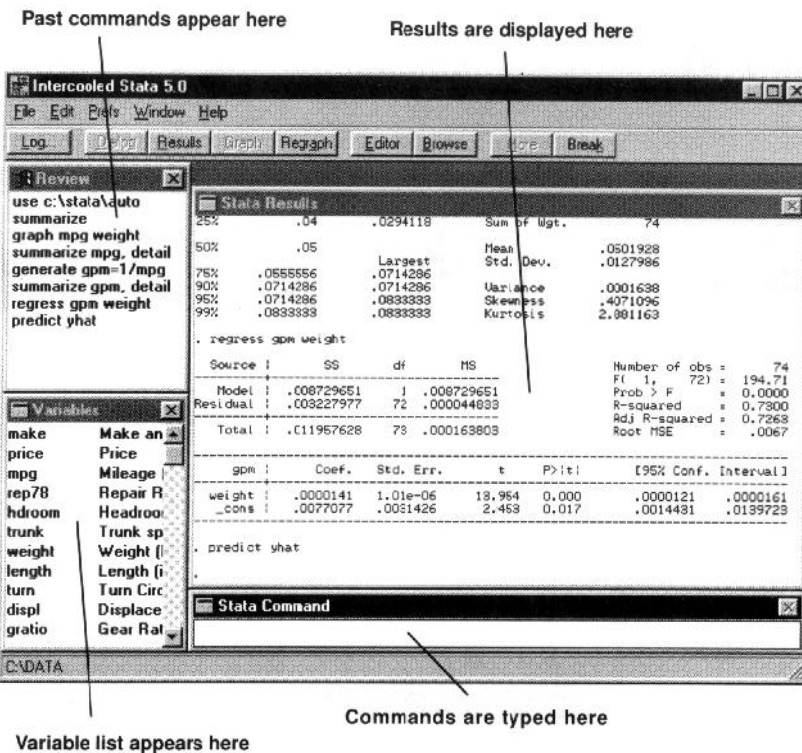 Past commands appear here
Results are displayed here
Intercooled Stata 5.0
File Edit Prefs Window Help
Log... Dialog Results Graph Regraph Editor Browse More Break
Review
use c:\stata\auto
summarize
graph mpg weight
summarize mpg, detail
generate gpm=1/mpg
summarize gpm, detail
regress gpm weight
predict yhat
Stata Results
25% .04 .0294118 Sum of Wgt. 74
50% .05 Mean .0501928
Largest Std. Dev. .0127986
75% .0555556 .0714286
90% .0714286 .0714286 Variance .0001638
95% .0714286 .0833333 Skewness .4071096
99% .0833333 .0833333 Kurtosis 2.881163
. regress gpm weight
Source | SS df MS Number of obs = 74
F( 1, 72) = 194.71
Model | .008729651 1 .008729651 Prob > F = 0.0000
Residual | .003227977 72 .000044833 R-squared = 0.7300
Adj R-squared = 0.7263
Total | .011957628 73 .000163803 Root MSE = .0067
gpm | Coef. Std. Err. t P>|t| [95% Conf. Interval]
weight | .0000141 1.01e-06 13.954 0.000 .0000121 .0000161
_cons | .0077077 .0031426 2.453 0.017 .0014431 .0139723
. predict yhat
.
Variables
make Make an
price Price
mpg Mileage
rep78 Repair R
hdroom Headroo
trunk Trunk sp
weight Weight (
length Length (i
turn Turn Circ
displ Displace
gratio Gear Rat
Stata Command
C:\DATA
Commands are typed here
Variable list appears here